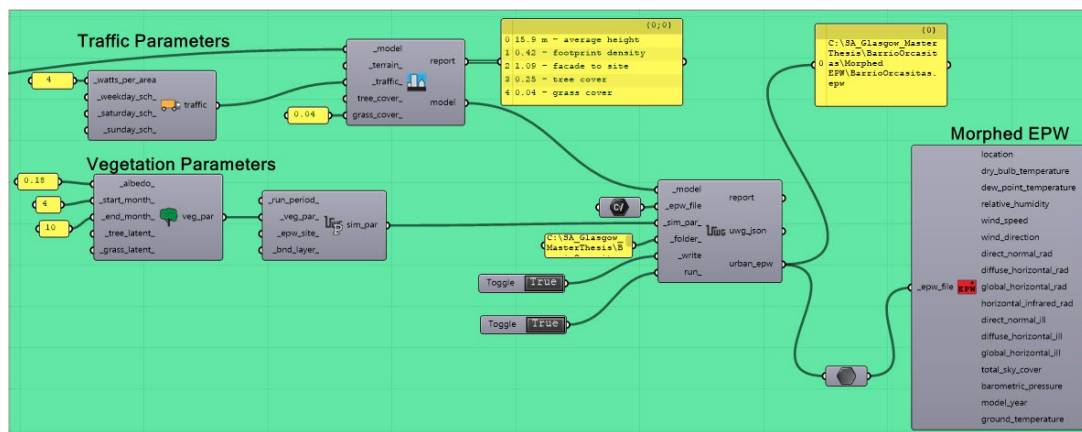 Traffic Parameters
4
_watts_per_area
_weekday_sch_
_saturday_sch_
_sunday_sch_
traffic
_model
_terrain_
_traffic_
tree_cover_
grass_cover_
report
model
0.04
{0;0}
0 15.9 m - average height
1 0.42 - footprint density
2 1.09 - facade to site
3 0.25 - tree cover
4 0.04 - grass cover
{0}
0 C:\SA_Glasgow_Master
Thesis\BarrioOrcasit
as\Morphed
EPW\BarrioOrcasitas.
epw
Vegetation Parameters
0.18
4
10
_albedo_
_start_month_
_end_month_
_tree_latent_
_grass_latent_
veg_par
_run_period_
_veg_par_
_epw_site_
_bnd_layer_
sim_par
C:\SA_Glasgow_
MasterThesis\B
Toggle True
Toggle True
_model
_epw_file_
_sim_par_
_folder_
_write
run_
report
uwg_json
urban_epw
Morphed EPW
_epw_file
EPW
location
dry_bulb_temperature
dew_point_temperature
relative_humidity
wind_speed
wind_direction
direct_normal_rad
diffuse_horizontal_rad
global_horizontal_rad
horizontal_infrared_rad
direct_normal_ill
diffuse_horizontal_ill
global_horizontal_ill
total_sky_cover
barometric_pressure
model_year
ground_temperature